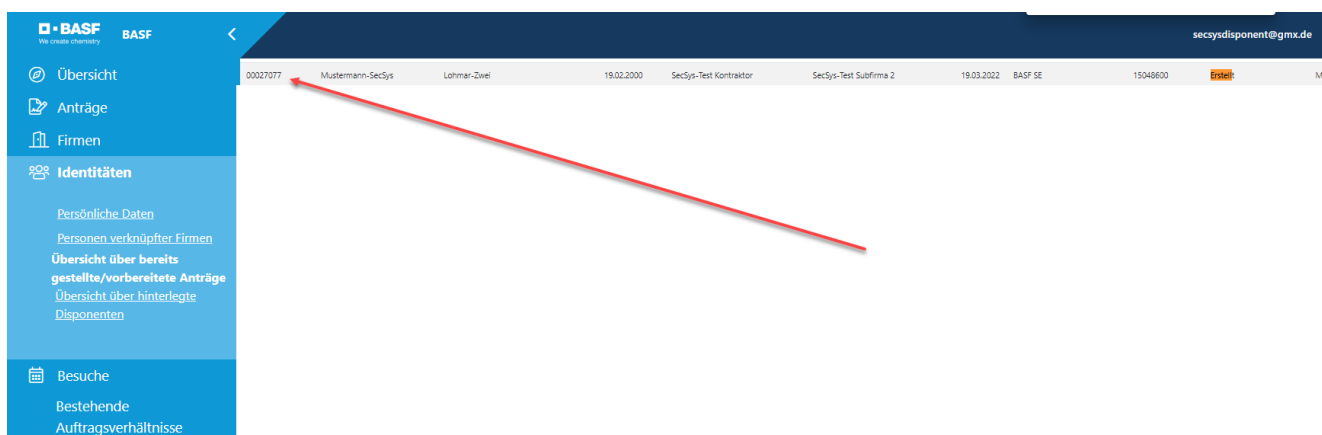 BASF
We create chemistry
BASF
secsysdisponent@gmx.de
Übersicht
00027077 Mustermann-SecSys Lohmar-Zwei 19.02.2000 SecSys-Test Kontraktor SecSys-Test Subfirma 2 19.03.2022 BASF SE 15048600 Erstellt M
Anträge
Firmen
Identitäten
Persönliche Daten
Personen verknüpfter Firmen
Übersicht über bereits
gestellte/vorbereitete Anträge
Übersicht über hinterlegte
Disponenten
Besuche
Bestehende
Auftragsverhältnisse